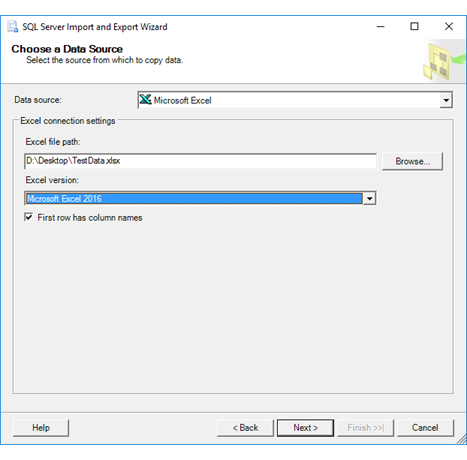 SQL Server Import and Export Wizard
Choose a Data Source
Select the source from which to copy data.
Data source: Microsoft Excel
Excel connection settings
Excel file path:
D:\Desktop\TestData.xlsx Browse...
Excel version:
Microsoft Excel 2016
First row has column names
Help < Back Next > Finish >>| Cancel